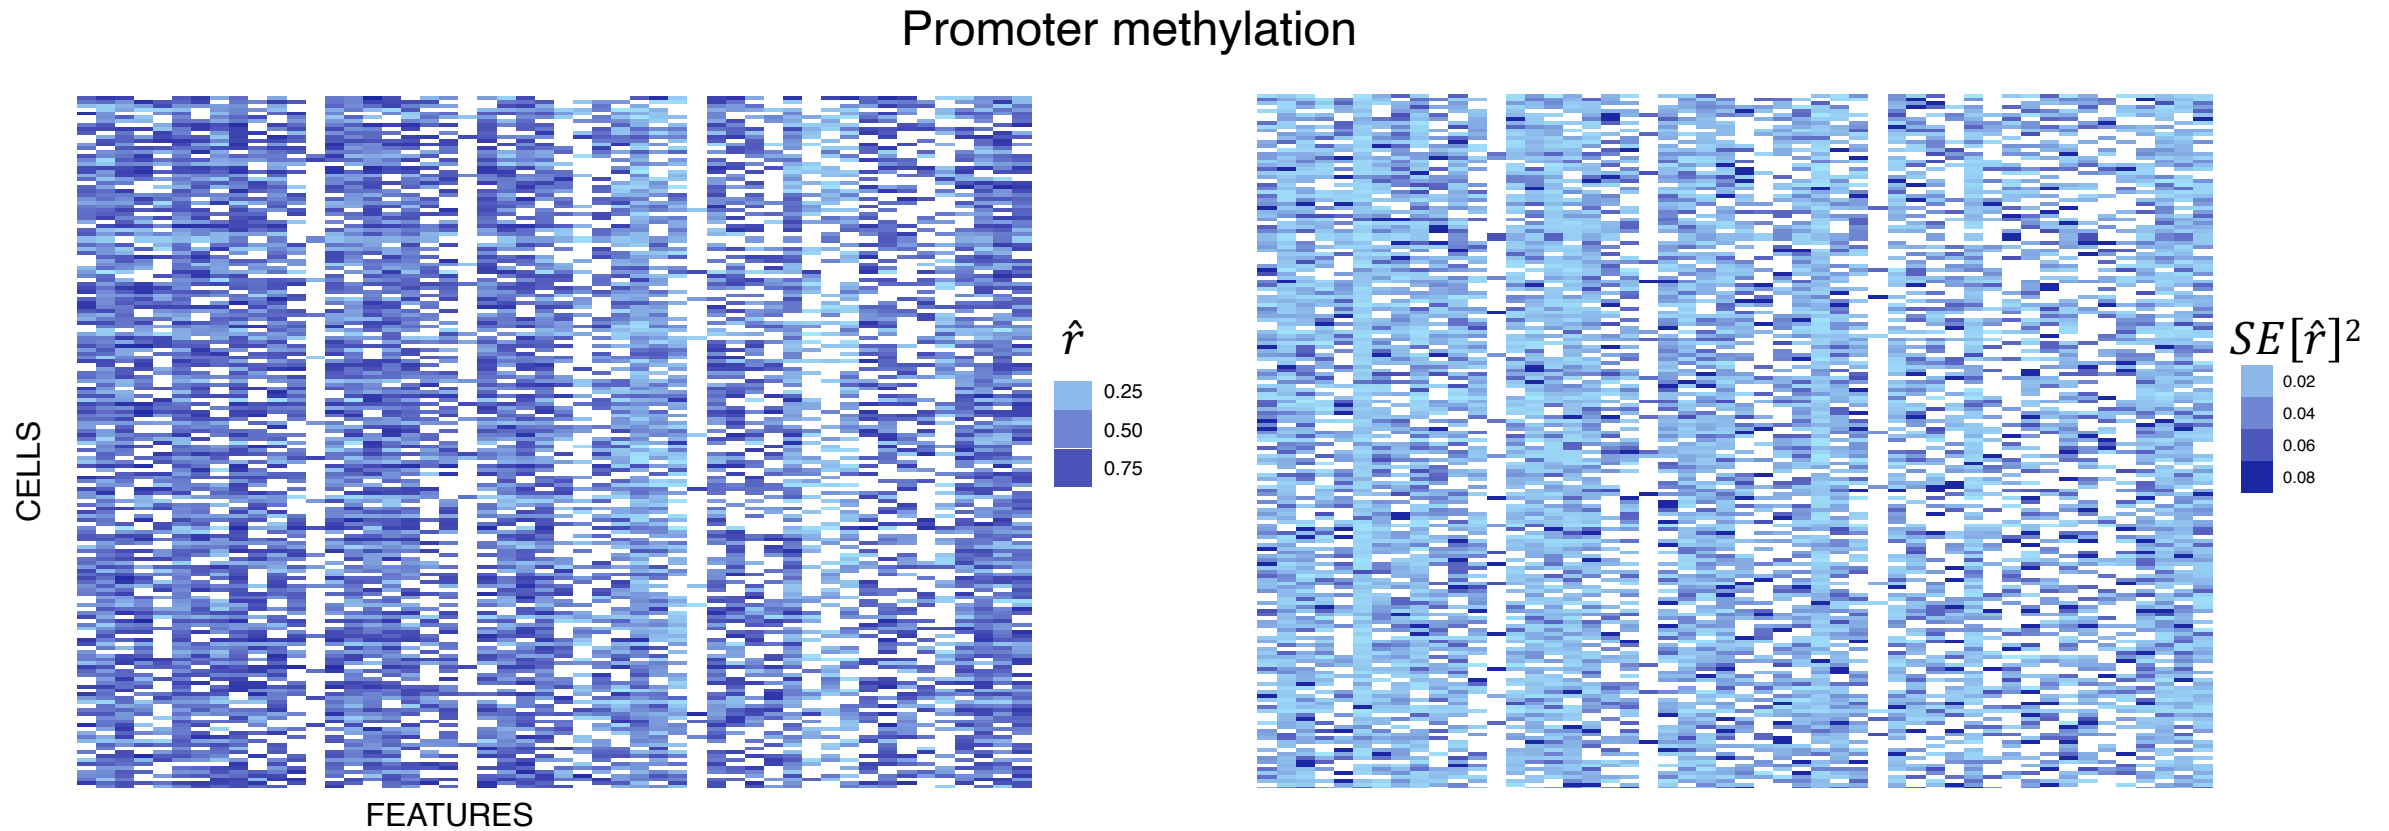 Promoter methylation
CELLS
FEATURES
r̂
0.25
0.50
0.75
SE[r̂]²
0.02
0.04
0.06
0.08